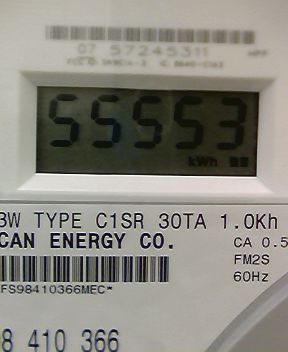 07 57245311
55553
kWh
3W TYPE C1SR 30TA 1.0Kh
CAN ENERGY CO.
CA 0.5
FM2S
60Hz
FS98410366MEC*
8 410 366